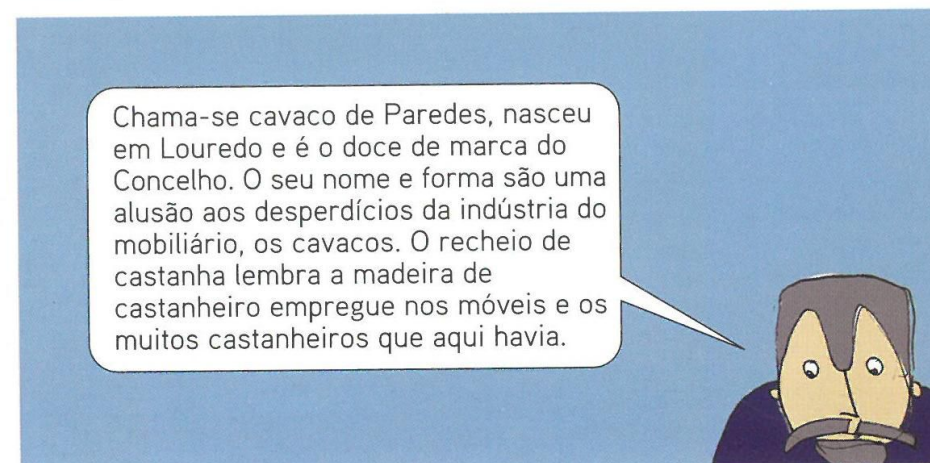 Chama-se cavaco de Paredes, nasceu
em Louredo e é o doce de marca do
Concelho. O seu nome e forma são uma
alusão aos desperdícios da indústria do
mobiliário, os cavacos. O recheio de
castanha lembra a madeira de
castanheiro empregue nos móveis e os
muitos castanheiros que aqui havia.